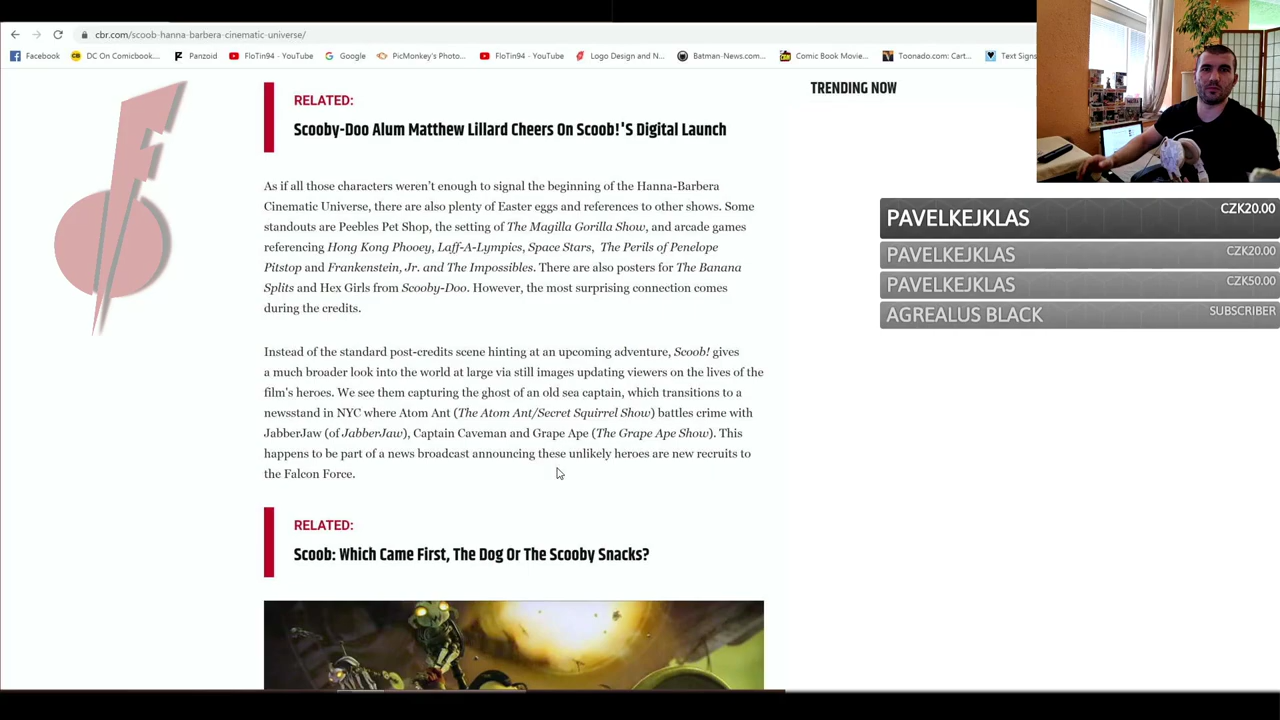 cbr.com/scoob-hanna-barbera-cinematic-universe/
Facebook DC On Comicbook.... Panzoid FloTin94 - YouTube Google PicMonkey's Photo... FloTin94 - YouTube Logo Design and N... Batman-News.com... Comic Book Movie... Toonado.com: Cart... Text Signs
RELATED:
Scooby-Doo Alum Matthew Lillard Cheers On Scoob!'S Digital Launch
As if all those characters weren't enough to signal the beginning of the Hanna-Barbera
Cinematic Universe, there are also plenty of Easter eggs and references to other shows. Some
standouts are Peebles Pet Shop, the setting of The Magilla Gorilla Show, and arcade games
referencing Hong Kong Phooey, Laff-A-Lympics, Space Stars, The Perils of Penelope
Pitstop and Frankenstein, Jr. and The Impossibles. There are also posters for The Banana
Splits and Hex Girls from Scooby-Doo. However, the most surprising connection comes
during the credits.
Instead of the standard post-credits scene hinting at an upcoming adventure, Scoob! gives
a much broader look into the world at large via still images updating viewers on the lives of the
film's heroes. We see them capturing the ghost of an old sea captain, which transitions to a
newsstand in NYC where Atom Ant (The Atom Ant/Secret Squirrel Show) battles crime with
JabberJaw (of JabberJaw), Captain Caveman and Grape Ape (The Grape Ape Show). This
happens to be part of a news broadcast announcing these unlikely heroes are new recruits to
the Falcon Force.
RELATED:
Scoob: Which Came First, The Dog Or The Scooby Snacks?
TRENDING NOW
PAVELKEJKLAS CZK20.00
PAVELKEJKLAS CZK20.00
PAVELKEJKLAS CZK50.00
AGREALUS BLACK SUBSCRIBER